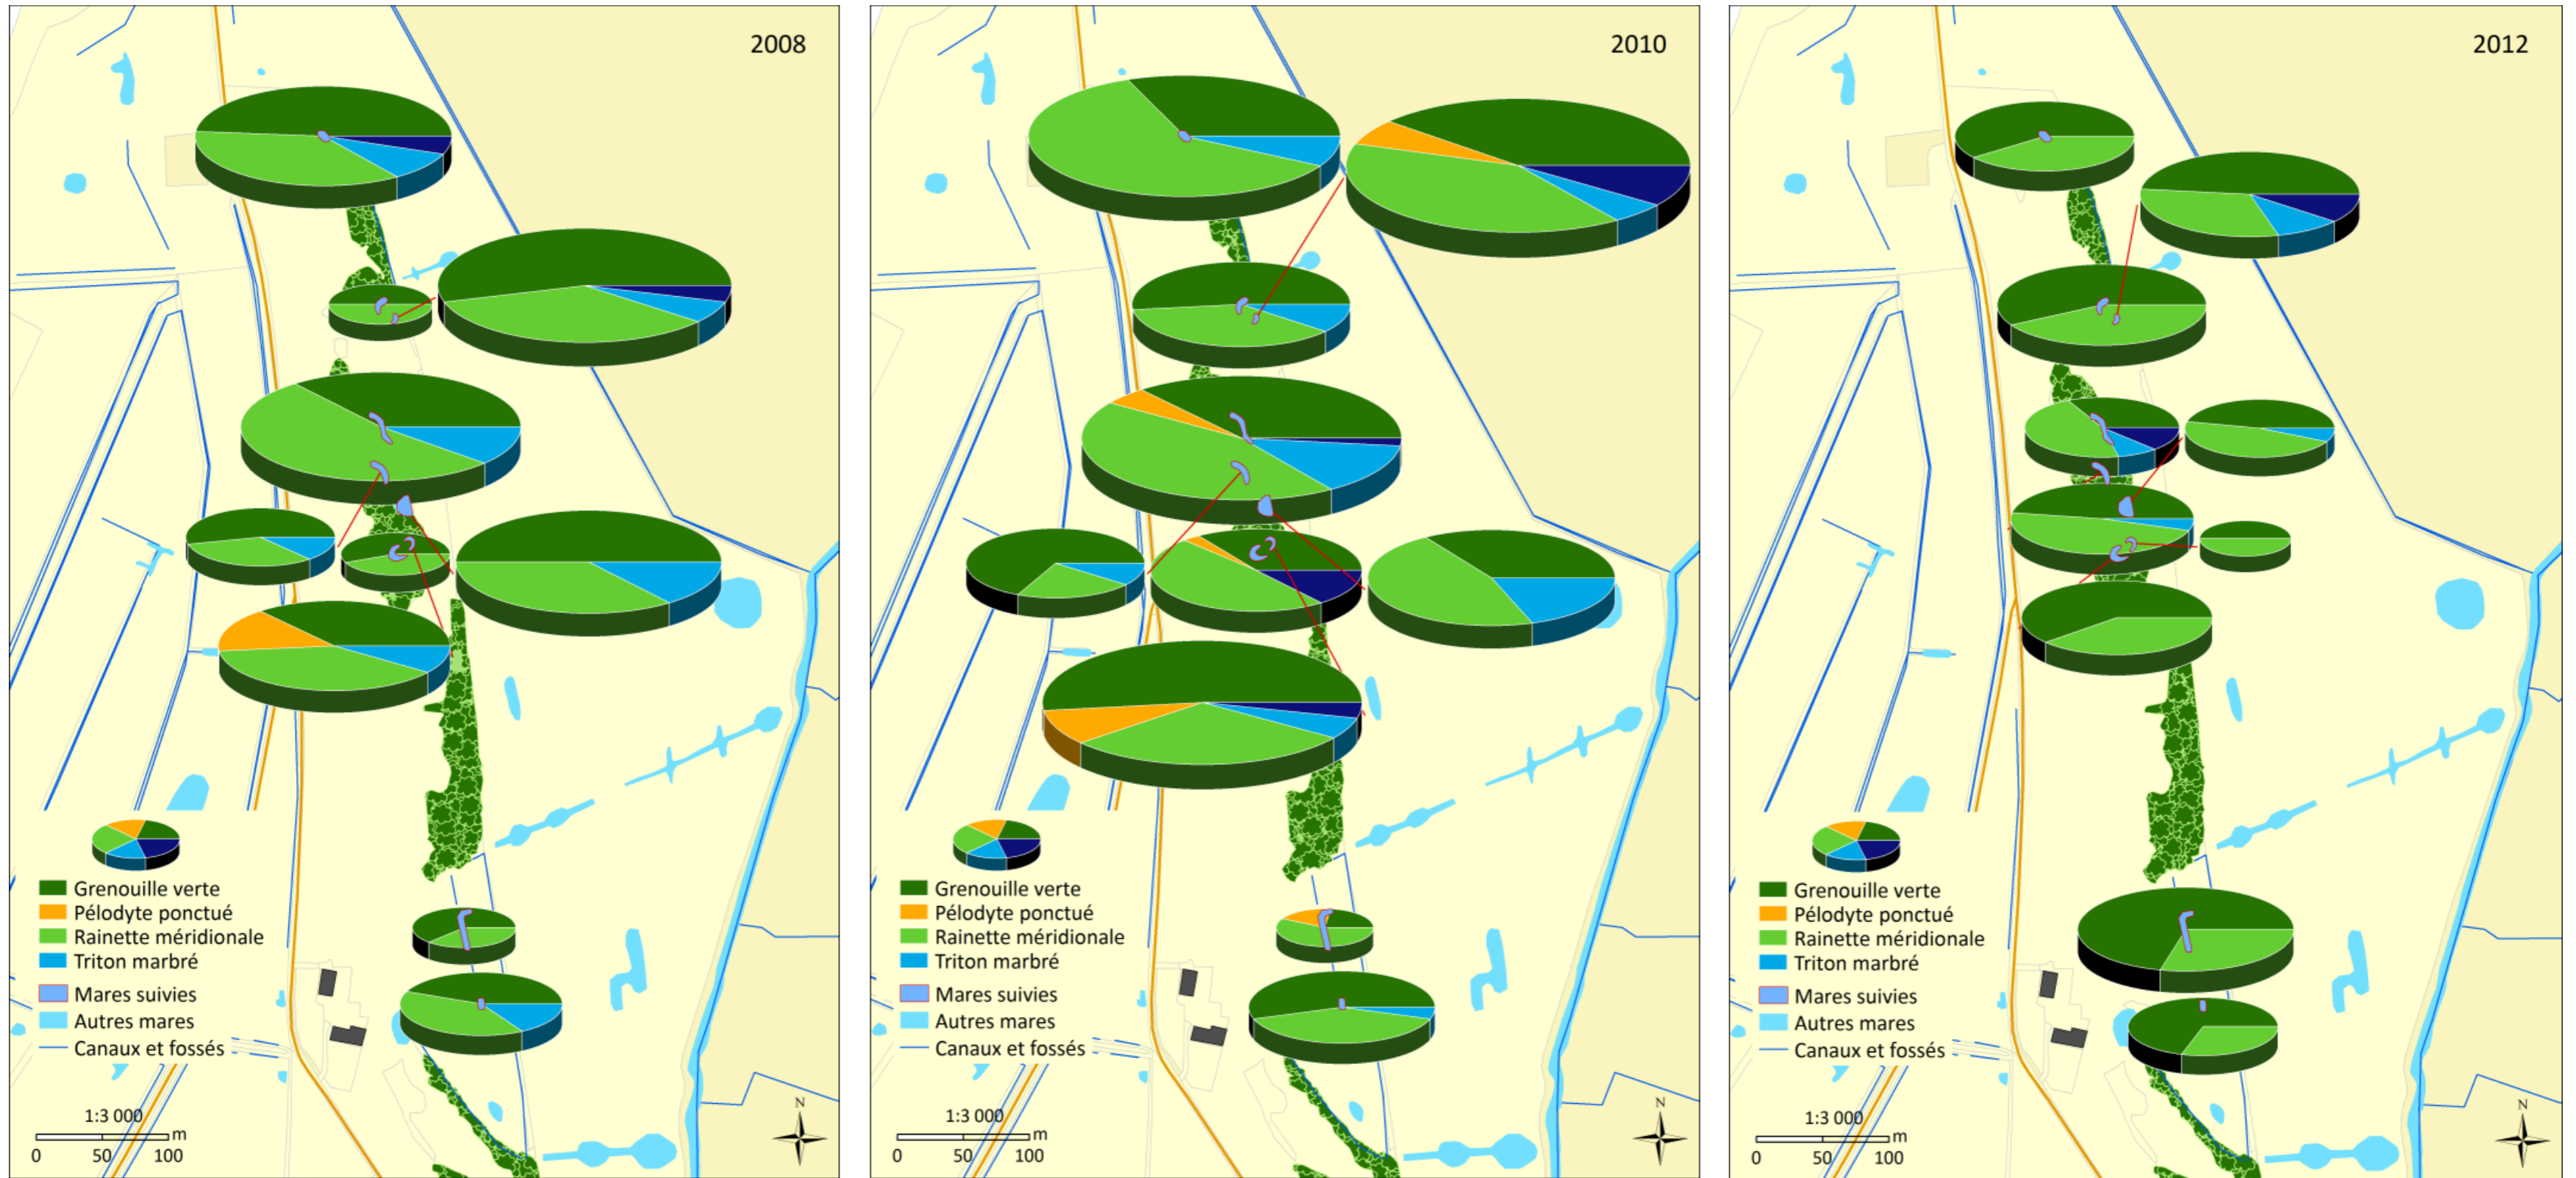 2008
Grenouille verte
Pélodyte ponctué
Rainette méridionale
Triton marbré
Mares suivies
Autres mares
Canaux et fossés
1:3 000
m
0 50 100
N
2010
Grenouille verte
Pélodyte ponctué
Rainette méridionale
Triton marbré
Mares suivies
Autres mares
Canaux et fossés
1:3 000
m
0 50 100
N
2012
Grenouille verte
Pélodyte ponctué
Rainette méridionale
Triton marbré
Mares suivies
Autres mares
Canaux et fossés
1:3 000
m
0 50 100
N